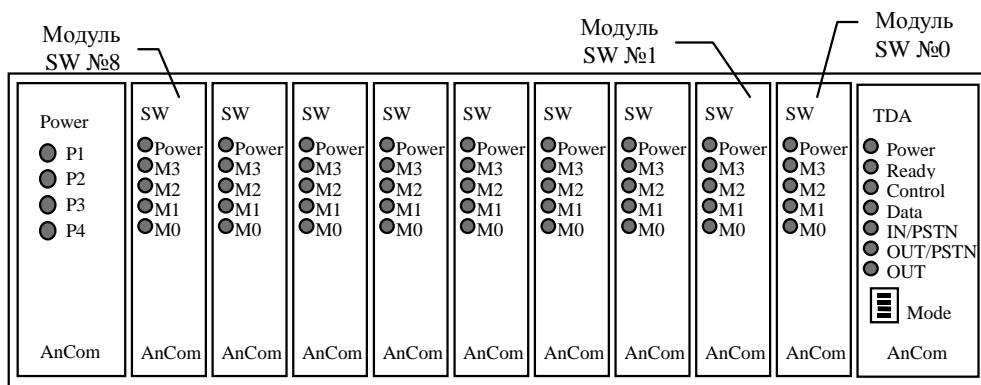 Модуль
SW №8
Модуль
SW №1
Модуль
SW №0
Power
P1
P2
P3
P4
AnCom
SW
Power
M3
M2
M1
M0
AnCom
SW
Power
M3
M2
M1
M0
AnCom
SW
Power
M3
M2
M1
M0
AnCom
SW
Power
M3
M2
M1
M0
AnCom
SW
Power
M3
M2
M1
M0
AnCom
SW
Power
M3
M2
M1
M0
AnCom
SW
Power
M3
M2
M1
M0
AnCom
SW
Power
M3
M2
M1
M0
AnCom
SW
Power
M3
M2
M1
M0
AnCom
TDA
Power
Ready
Control
Data
IN/PSTN
OUT/PSTN
OUT
Mode
AnCom